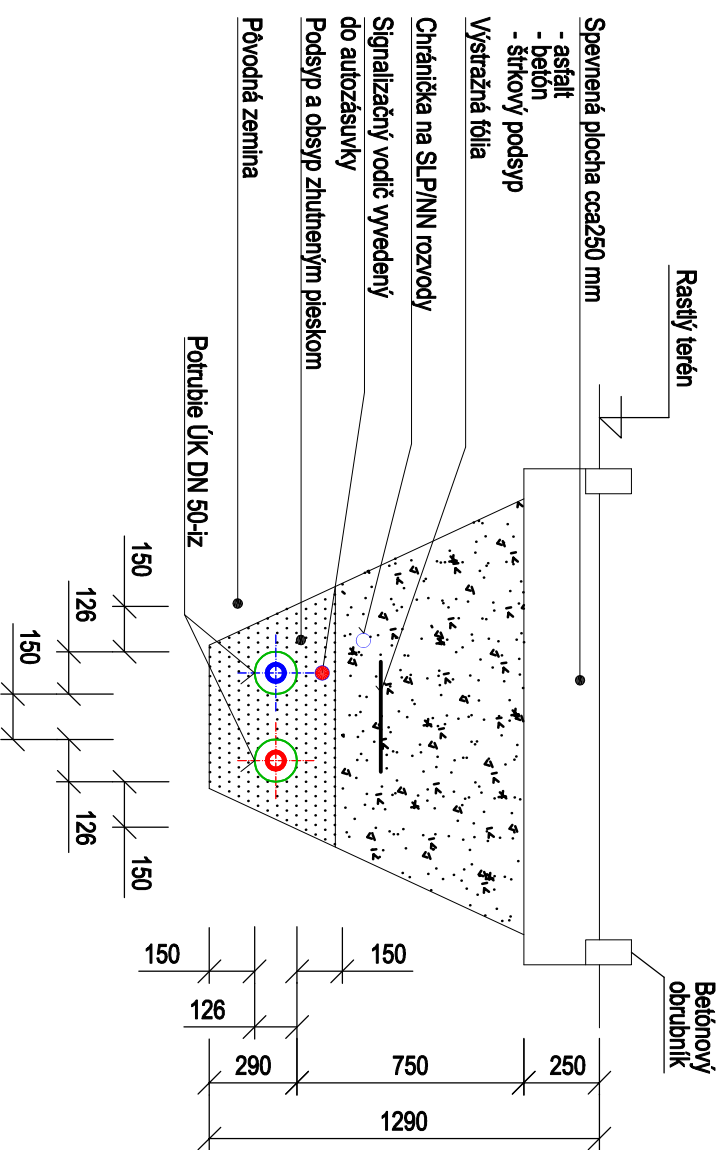 Rastlý terén
Spevnená plocha cca250 mm
- asfalt
- betón
- štrkový podsyp
Výstražná fólia
Chránička na SLP/NN rozvody
Signalizačný vodič vyvedený
do autozásuvky
Podsyp a obsyp zhutneným pieskom
Pôvodná zemina
Potrubie ÚK DN 50-iz
Betónový
obrubník
150
126
150
126
150
150
126
150
290
750
250
1290